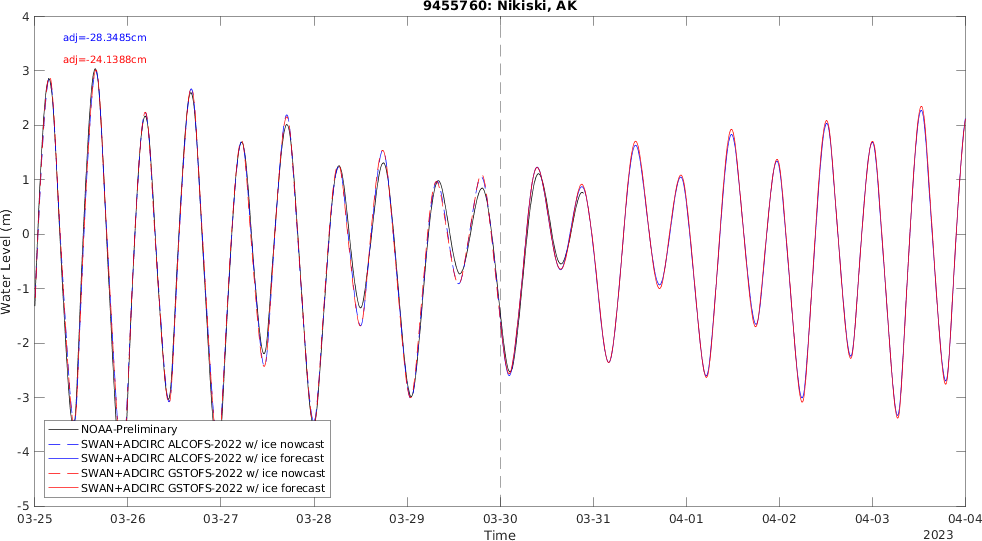 9455760: Nikiski, AK
adj=-28.3485cm
adj=-24.1388cm
Water Level (m)
4
3
2
1
0
-1
-2
-3
-4
-5
NOAA-Preliminary
SWAN+ADCIRC ALCOFS-2022 w/ ice nowcast
SWAN+ADCIRC ALCOFS-2022 w/ ice forecast
SWAN+ADCIRC GSTOFS-2022 w/ ice nowcast
SWAN+ADCIRC GSTOFS-2022 w/ ice forecast
03-25 03-26 03-27 03-28 03-29 03-30 03-31 04-01 04-02 04-03 04-04
Time
2023